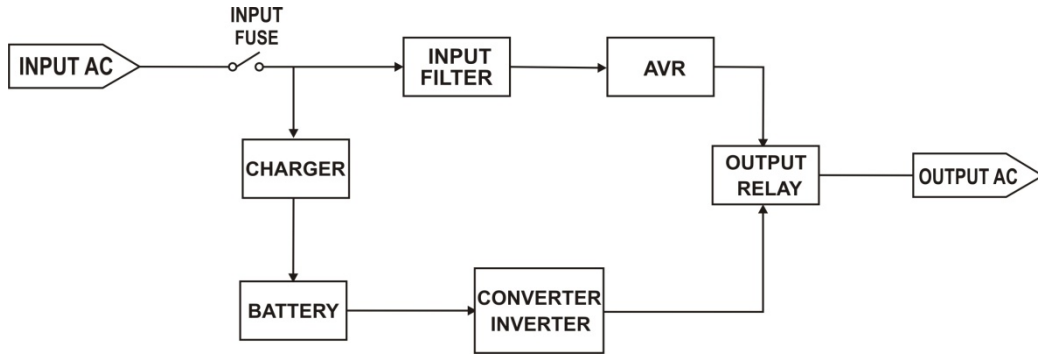 INPUT
FUSE
INPUT AC
INPUT
FILTER
AVR
CHARGER
OUTPUT
RELAY
OUTPUT AC
BATTERY
CONVERTER
INVERTER